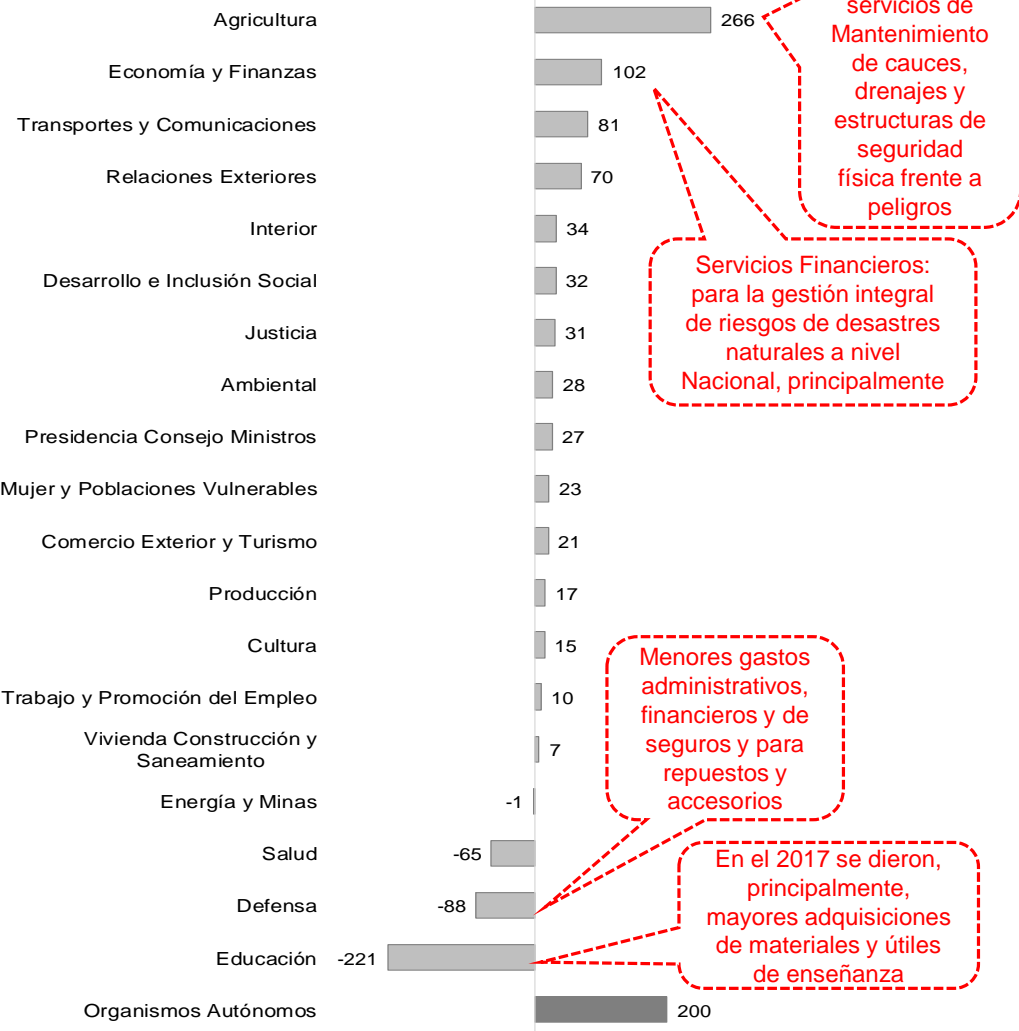 Agricultura 266
servicios de
Mantenimiento
de cauces,
drenajes y
estructuras de
seguridad
física frente a
peligros
Economía y Finanzas 102
Transportes y Comunicaciones 81
Relaciones Exteriores 70
Interior 34
Servicios Financieros:
para la gestión integral
de riesgos de desastres
naturales a nivel
Nacional, principalmente
Desarrollo e Inclusión Social 32
Justicia 31
Ambiental 28
Presidencia Consejo Ministros 27
Mujer y Poblaciones Vulnerables 23
Comercio Exterior y Turismo 21
Producción 17
Cultura 15
Trabajo y Promoción del Empleo 10
Vivienda Construcción y
Saneamiento 7
Menores gastos
administrativos,
financieros y de
seguros y para
repuestos y
accesorios
Energía y Minas -1
Salud -65
Defensa -88
Educación -221
En el 2017 se dieron,
principalmente,
mayores adquisiciones
de materiales y útiles
de enseñanza
Organismos Autónomos 200